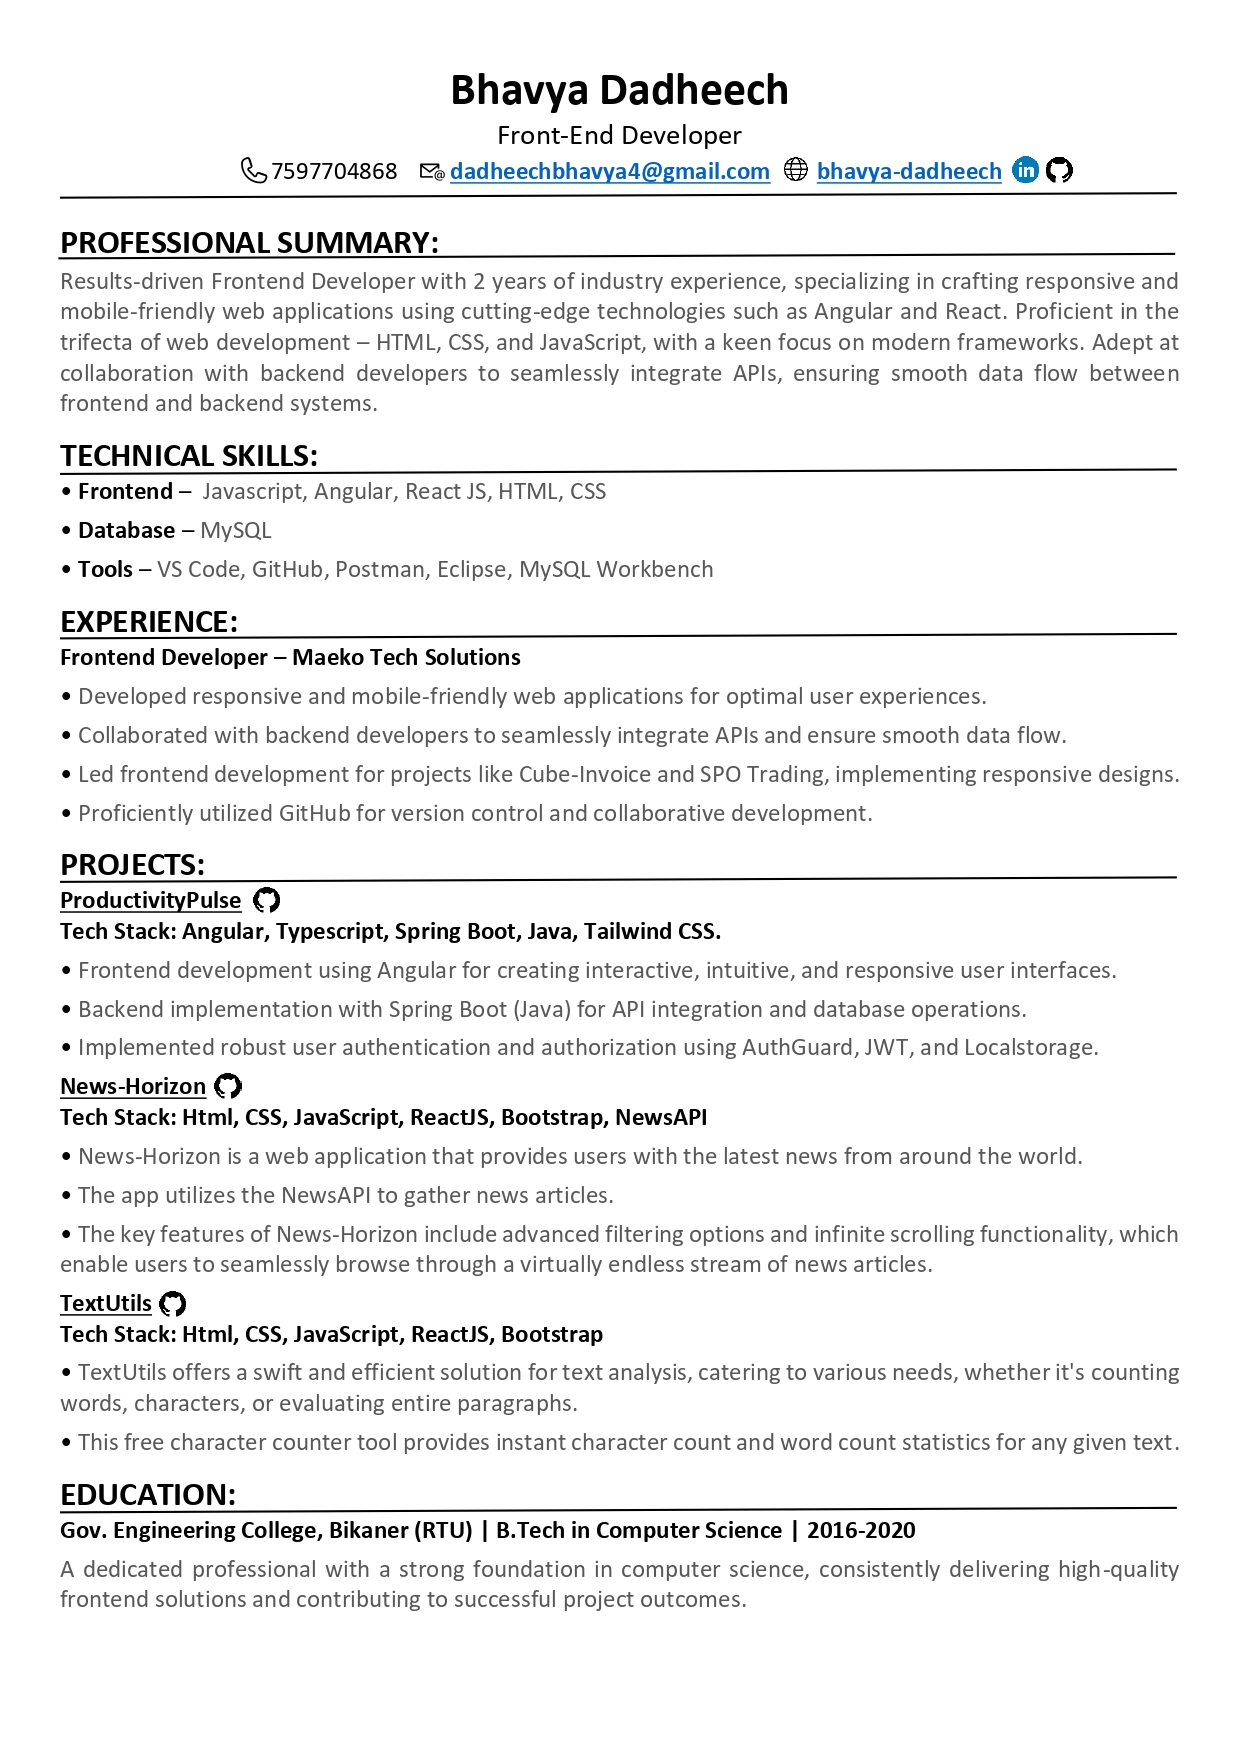 Bhavya Dadheech
Front-End Developer
7597704868 dadheechbhavya4@gmail.com bhavya-dadheech in
PROFESSIONAL SUMMARY:
Results-driven Frontend Developer with 2 years of industry experience, specializing in crafting responsive and
mobile-friendly web applications using cutting-edge technologies such as Angular and React. Proficient in the
trifecta of web development – HTML, CSS, and JavaScript, with a keen focus on modern frameworks. Adept at
collaboration with backend developers to seamlessly integrate APIs, ensuring smooth data flow between
frontend and backend systems.
TECHNICAL SKILLS:
• Frontend – Javascript, Angular, React JS, HTML, CSS
• Database – MySQL
• Tools – VS Code, GitHub, Postman, Eclipse, MySQL Workbench
EXPERIENCE:
Frontend Developer – Maeko Tech Solutions
• Developed responsive and mobile-friendly web applications for optimal user experiences.
• Collaborated with backend developers to seamlessly integrate APIs and ensure smooth data flow.
• Led frontend development for projects like Cube-Invoice and SPO Trading, implementing responsive designs.
• Proficiently utilized GitHub for version control and collaborative development.
PROJECTS:
ProductivityPulse
Tech Stack: Angular, Typescript, Spring Boot, Java, Tailwind CSS.
• Frontend development using Angular for creating interactive, intuitive, and responsive user interfaces.
• Backend implementation with Spring Boot (Java) for API integration and database operations.
• Implemented robust user authentication and authorization using AuthGuard, JWT, and Localstorage.
News-Horizon
Tech Stack: Html, CSS, JavaScript, ReactJS, Bootstrap, NewsAPI
• News-Horizon is a web application that provides users with the latest news from around the world.
• The app utilizes the NewsAPI to gather news articles.
• The key features of News-Horizon include advanced filtering options and infinite scrolling functionality, which
enable users to seamlessly browse through a virtually endless stream of news articles.
TextUtils
Tech Stack: Html, CSS, JavaScript, ReactJS, Bootstrap
• TextUtils offers a swift and efficient solution for text analysis, catering to various needs, whether it's counting
words, characters, or evaluating entire paragraphs.
• This free character counter tool provides instant character count and word count statistics for any given text.
EDUCATION:
Gov. Engineering College, Bikaner (RTU) | B.Tech in Computer Science | 2016-2020
A dedicated professional with a strong foundation in computer science, consistently delivering high-quality
frontend solutions and contributing to successful project outcomes.